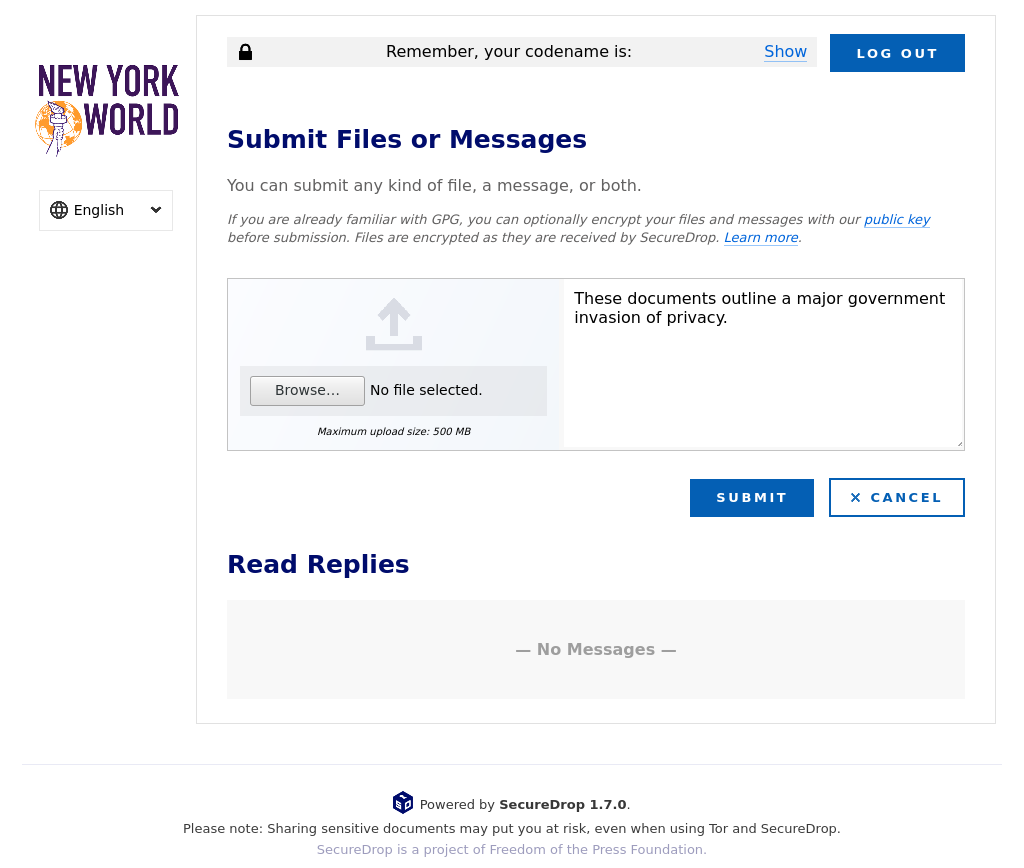 NEW YORK
WORLD
English
Remember, your codename is:
Show
LOG OUT
Submit Files or Messages
You can submit any kind of file, a message, or both.
If you are already familiar with GPG, you can optionally encrypt your files and messages with our public key
before submission. Files are encrypted as they are received by SecureDrop. Learn more.
Browse... No file selected.
Maximum upload size: 500 MB
These documents outline a major government
invasion of privacy.
SUBMIT
✕ CANCEL
Read Replies
— No Messages —
Powered by SecureDrop 1.7.0.
Please note: Sharing sensitive documents may put you at risk, even when using Tor and SecureDrop.
SecureDrop is a project of Freedom of the Press Foundation.